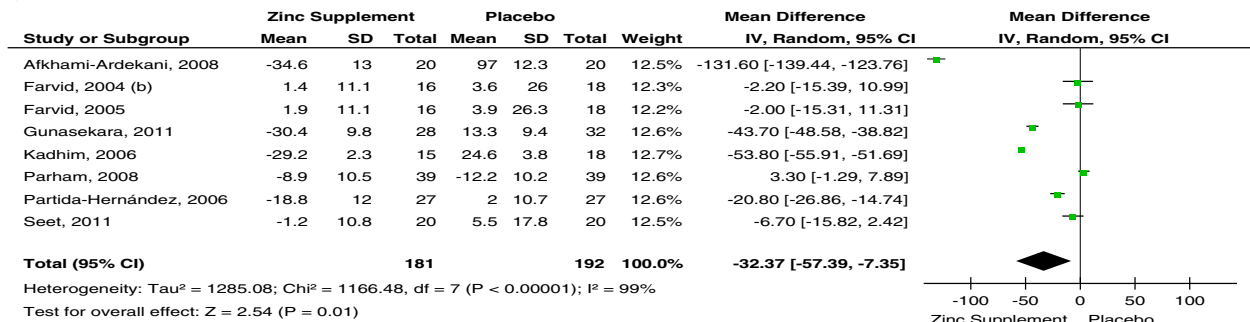 Zinc Supplement Placebo Mean Difference Mean Difference
Study or Subgroup Mean SD Total Mean SD Total Weight IV, Random, 95% CI IV, Random, 95% CI
Afkhami-Ardekani, 2008 -34.6 13 20 97 12.3 20 12.5% -131.60 [-139.44, -123.76]
Farvid, 2004 (b) 1.4 11.1 16 3.6 26 18 12.3% -2.20 [-15.39, 10.99]
Farvid, 2005 1.9 11.1 16 3.9 26.3 18 12.2% -2.00 [-15.31, 11.31]
Gunasekara, 2011 -30.4 9.8 28 13.3 9.4 32 12.6% -43.70 [-48.58, -38.82]
Kadhim, 2006 -29.2 2.3 15 24.6 3.8 18 12.7% -53.80 [-55.91, -51.69]
Parham, 2008 -8.9 10.5 39 -12.2 10.2 39 12.6% 3.30 [-1.29, 7.89]
Partida-Hernández, 2006 -18.8 12 27 2 10.7 27 12.6% -20.80 [-26.86, -14.74]
Seet, 2011 -1.2 10.8 20 5.5 17.8 20 12.5% -6.70 [-15.82, 2.42]
Total (95% CI) 181 192 100.0% -32.37 [-57.39, -7.35]
Heterogeneity: Tau² = 1285.08; Chi² = 1166.48, df = 7 (P < 0.00001); I² = 99%
Test for overall effect: Z = 2.54 (P = 0.01)
-100 -50 0 50 100
Zinc Supplement Placebo